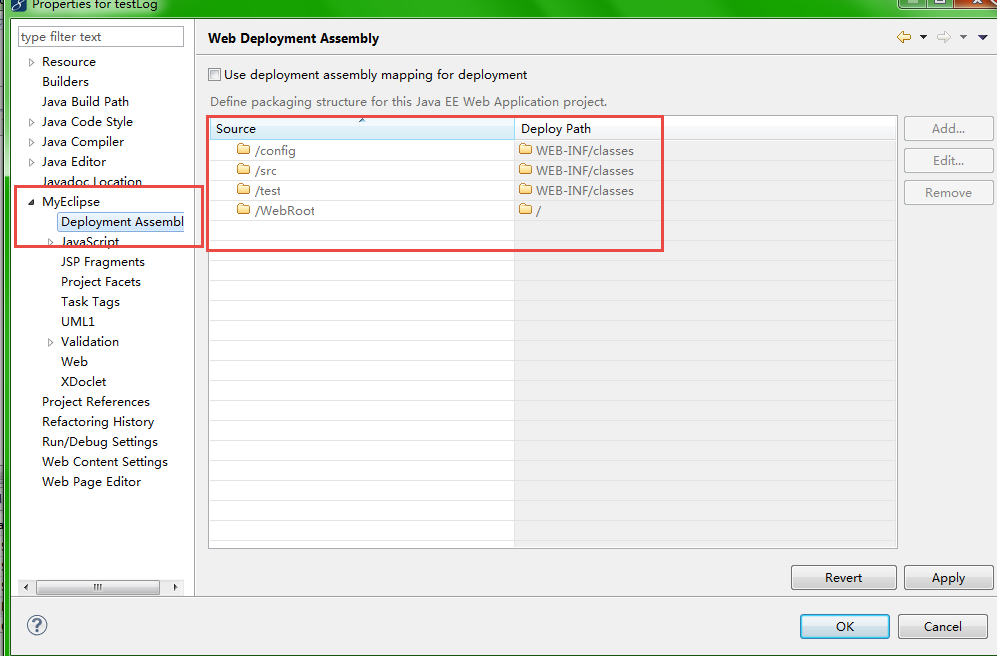 Properties for testLog
type filter text
Resource
Builders
Java Build Path
Java Code Style
Java Compiler
Java Editor
Javadoc Location
MyEclipse
Deployment Assembl
JavaScript
JSP Fragments
Project Facets
Task Tags
UML1
Validation
Web
XDoclet
Project References
Refactoring History
Run/Debug Settings
Web Content Settings
Web Page Editor
Web Deployment Assembly
Use deployment assembly mapping for deployment
Define packaging structure for this Java EE Web Application project.
Source Deploy Path
/config WEB-INF/classes
/src WEB-INF/classes
/test WEB-INF/classes
/WebRoot /
Add...
Edit...
Remove
Revert Apply
OK Cancel